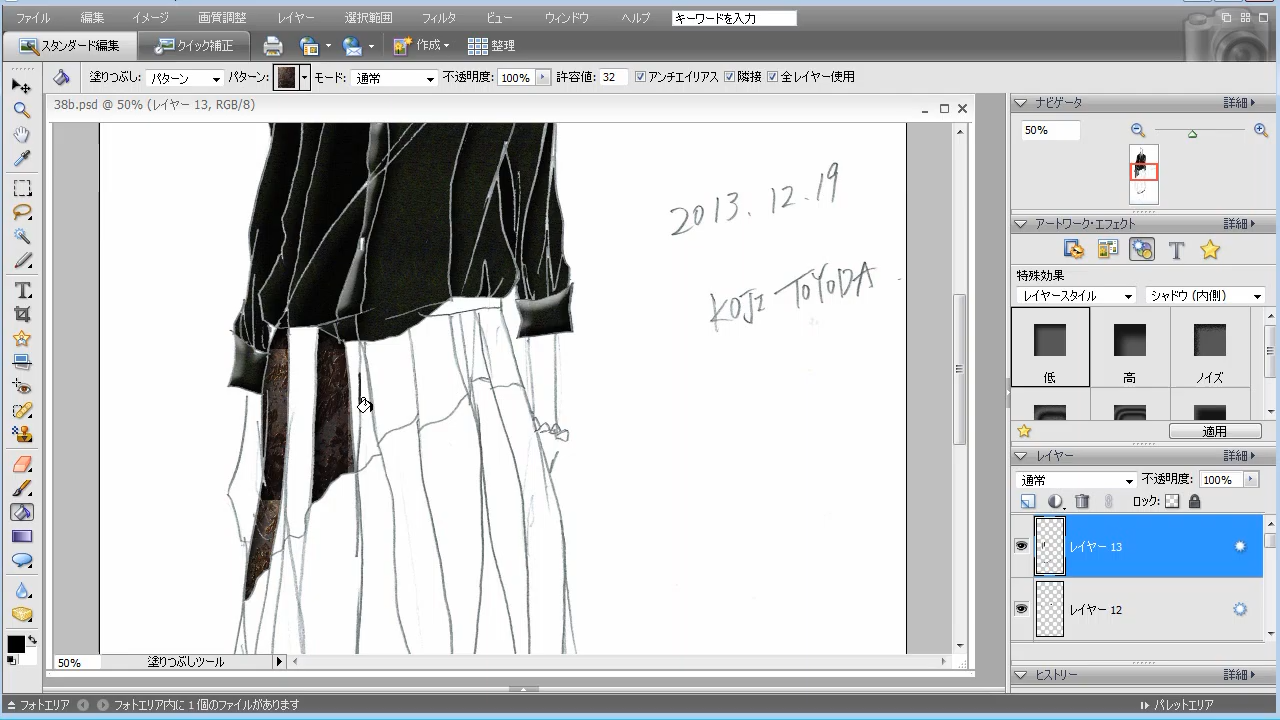 ファイル 編集 イメージ 画質調整 レイヤー 選択範囲 フィルタ ビュー ウィンドウ ヘルプ キーワードを入力
スタンダード編集 クイック補正 作成 整理
塗りつぶし: パターン パターン: モード: 通常 不透明度: 100% 許容値: 32 アンチエイリアス 隣接 全レイヤー使用
38b.psd @ 50% (レイヤー 13, RGB/8)
2013.12.19
KOJI TOYODA
50% 塗りつぶしツール
ナビゲータ 詳細
50%
アートワーク・エフェクト 詳細
特殊効果
レイヤースタイル シャドウ (内側)
低 高 ノイズ
適用
レイヤー 詳細
通常 不透明度: 100%
ロック:
レイヤー 13
レイヤー 12
ヒストリー 詳細
フォトエリア フォトエリア内に 1 個のファイルがあります パレットエリア